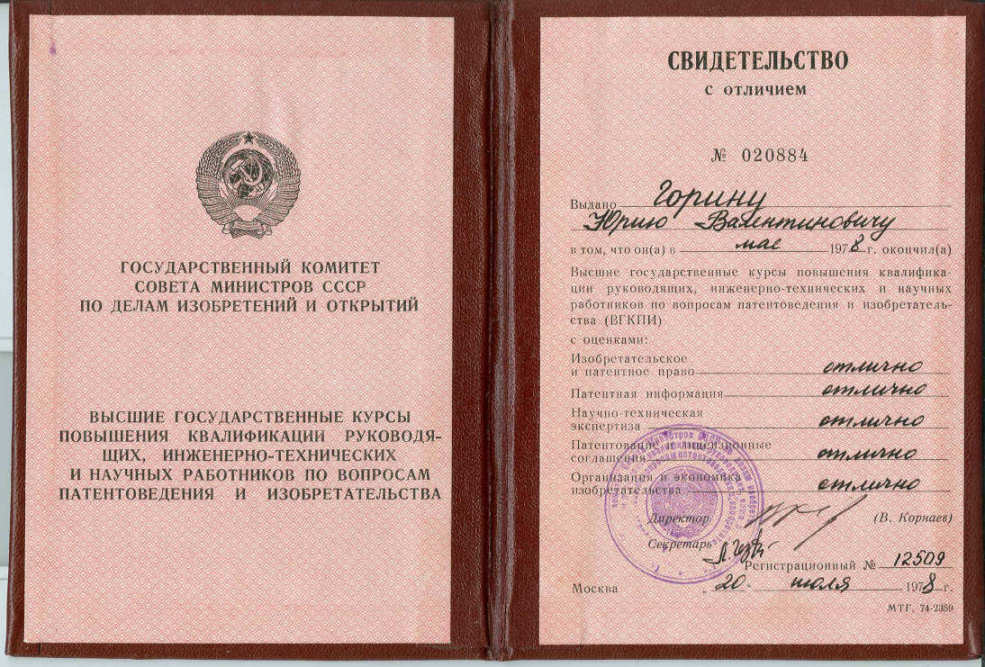 ГОСУДАРСТВЕННЫЙ КОМИТЕТ
СОВЕТА МИНИСТРОВ СССР
ПО ДЕЛАМ ИЗОБРЕТЕНИЙ И ОТКРЫТИЙ
ВЫСШИЕ ГОСУДАРСТВЕННЫЕ КУРСЫ
ПОВЫШЕНИЯ КВАЛИФИКАЦИИ РУКОВОДЯ-
ЩИХ, ИНЖЕНЕРНО-ТЕХНИЧЕСКИХ
И НАУЧНЫХ РАБОТНИКОВ ПО ВОПРОСАМ
ПАТЕНТОВЕДЕНИЯ И ИЗОБРЕТАТЕЛЬСТВА
СВИДЕТЕЛЬСТВО
с отличием
№ 020884
Выдано Горину
Юрию Валентиновичу
в том, что он(а) в мае 1978 г. окончил(а)
Высшие государственные курсы повышения квалифика-
ции руководящих, инженерно-технических и научных
работников по вопросам патентоведения и изобретатель-
ства (ВГКПИ)
с оценками:
Изобретательское
и патентное право отлично
Патентная информация отлично
Научно-техническая
экспертиза отлично
Патентование и лицензионные
соглашения отлично
Организация и экономика
изобретательства отлично
Директор (В. Корнаев)
Секретарь
Регистрационный № 12509
Москва 20 июля 1978 г.
МТГ, 74-2350